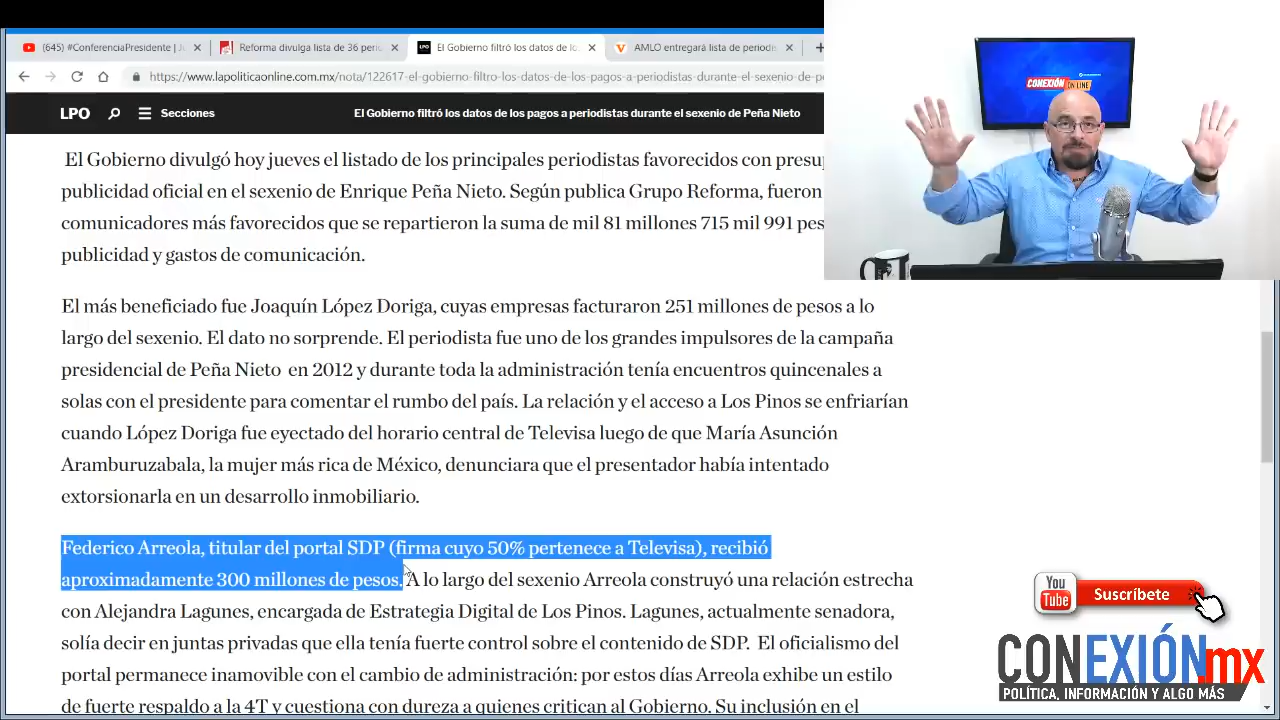 (645) #ConferenciaPresidente | Ju
Reforma divulga lista de 36 perio
El Gobierno filtró los datos de lo
AMLO entregará lista de periodis
https://www.lapoliticaonline.com.mx/nota/122617-el-gobierno-filtro-los-datos-de-los-pagos-a-periodistas-durante-el-sexenio-de-pe
LPO
Secciones
El Gobierno filtró los datos de los pagos a periodistas durante el sexenio de Peña Nieto
El Gobierno divulgó hoy jueves el listado de los principales periodistas favorecidos con presup
publicidad oficial en el sexenio de Enrique Peña Nieto. Según publica Grupo Reforma, fueron
comunicadores más favorecidos que se repartieron la suma de mil 81 millones 715 mil 991 pes
publicidad y gastos de comunicación.
El más beneficiado fue Joaquín López Doriga, cuyas empresas facturaron 251 millones de pesos a lo
largo del sexenio. El dato no sorprende. El periodista fue uno de los grandes impulsores de la campaña
presidencial de Peña Nieto en 2012 y durante toda la administración tenía encuentros quincenales a
solas con el presidente para comentar el rumbo del país. La relación y el acceso a Los Pinos se enfriarían
cuando López Doriga fue eyectado del horario central de Televisa luego de que María Asunción
Aramburuzabala, la mujer más rica de México, denunciara que el presentador había intentado
extorsionarla en un desarrollo inmobiliario.
Federico Arreola, titular del portal SDP (firma cuyo 50% pertenece a Televisa), recibió
aproximadamente 300 millones de pesos. A lo largo del sexenio Arreola construyó una relación estrecha
con Alejandra Lagunes, encargada de Estrategia Digital de Los Pinos. Lagunes, actualmente senadora,
solía decir en juntas privadas que ella tenía fuerte control sobre el contenido de SDP. El oficialismo del
portal permanece inamovible con el cambio de administración: por estos días Arreola exhibe un estilo
de fuerte respaldo a la 4T y cuestiona con dureza a quienes critican al Gobierno. Su inclusión en el
CONEXIÓN ON LINE
You
Tube
Suscríbete
CONEXIÓNmx
POLÍTICA, INFORMACIÓN Y ALGO MÁS